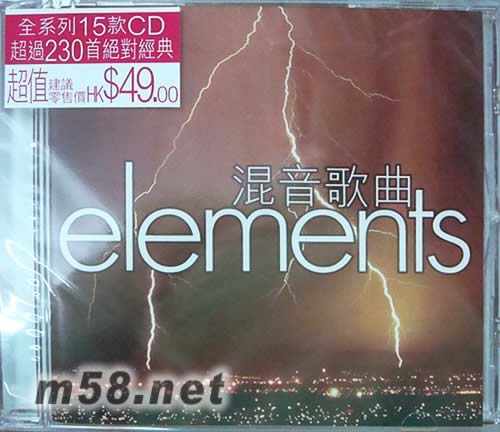 全系列15款CD
超過230首絕對經典
超值建議零售價HK$49.00
混音歌曲
elements
m58.net